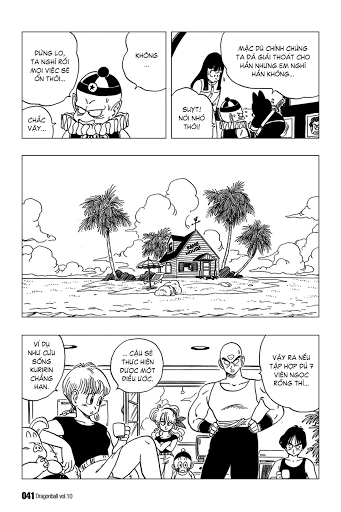 MẶC DÙ CHÍNH CHÚNG
TA ĐÃ GIẢI THOÁT CHO
HẮN NHƯNG EM NGHĨ
HẮN KHÔNG...
SUỴT!
NÓI NHỎ
THÔI!
KHÔNG
...
ĐỪNG LO,
TA NGHĨ RỒI
MỌI VIỆC SẼ
ỔN THÔI...
CHẮC
VẬY...
VẬY RA NẾU
TẬP HỢP ĐỦ 7
VIÊN NGỌC
RỒNG THÌ...
... CẬU SẼ
THỰC HIỆN
ĐƯỢC MỘT
ĐIỀU ƯỚC.
VÍ DỤ
NHƯ CỨU
SỐNG
KURIRIN
CHẲNG
HẠN.
041 Dragonball vol.10